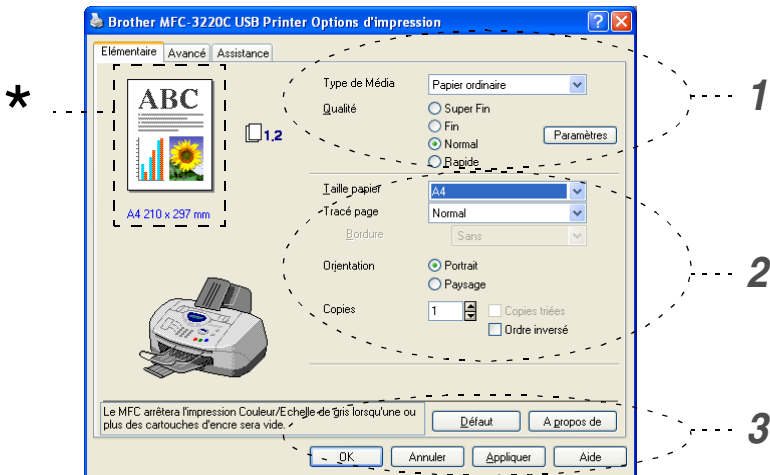 Brother MFC-3220C USB Printer Options d'impression
Elémentaire Avancé Assistance
*
ABC
1,2
A4 210 x 297 mm
Type de Média Papier ordinaire
Qualité
Super Fin
Fin
Normal
Rapide
Paramètres
1
Taille papier A4
Tracé page Normal
Bordure Sans
Orientation
Portrait
Paysage
Copies 1
Copies triées
Ordre inversé
2
Le MFC arrêtera l'impression Couleur/Echelle de gris lorsqu'une ou
plus des cartouches d'encre sera vide.
Défaut A propos de
3
OK Annuler Appliquer Aide